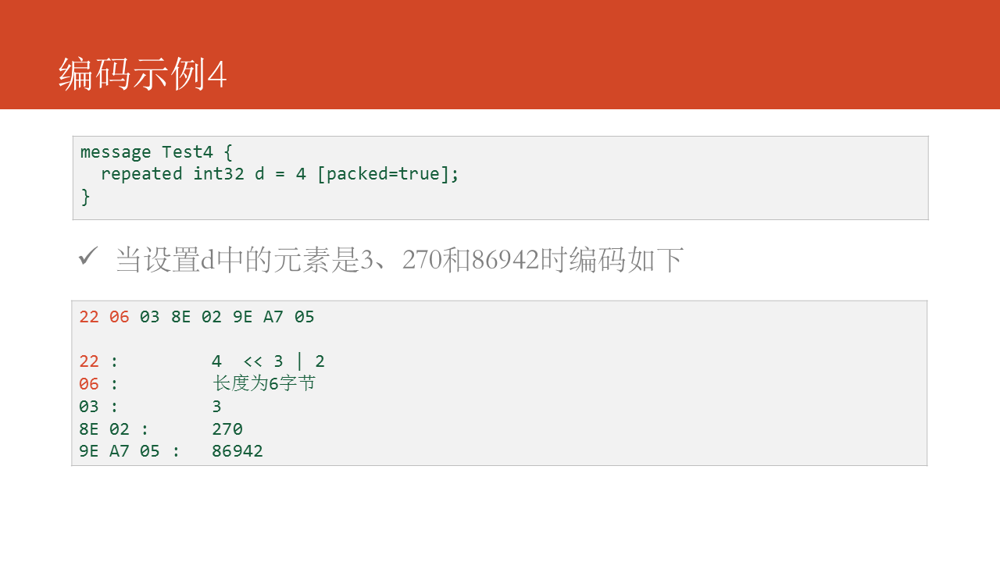 编码示例4
message Test4 {
  repeated int32 d = 4 [packed=true];
}
✓ 当设置d中的元素是3、270和86942时编码如下
22 06 03 8E 02 9E A7 05
22 :         4  << 3 | 2
06 :         长度为6字节
03 :         3
8E 02 :      270
9E A7 05 :   86942